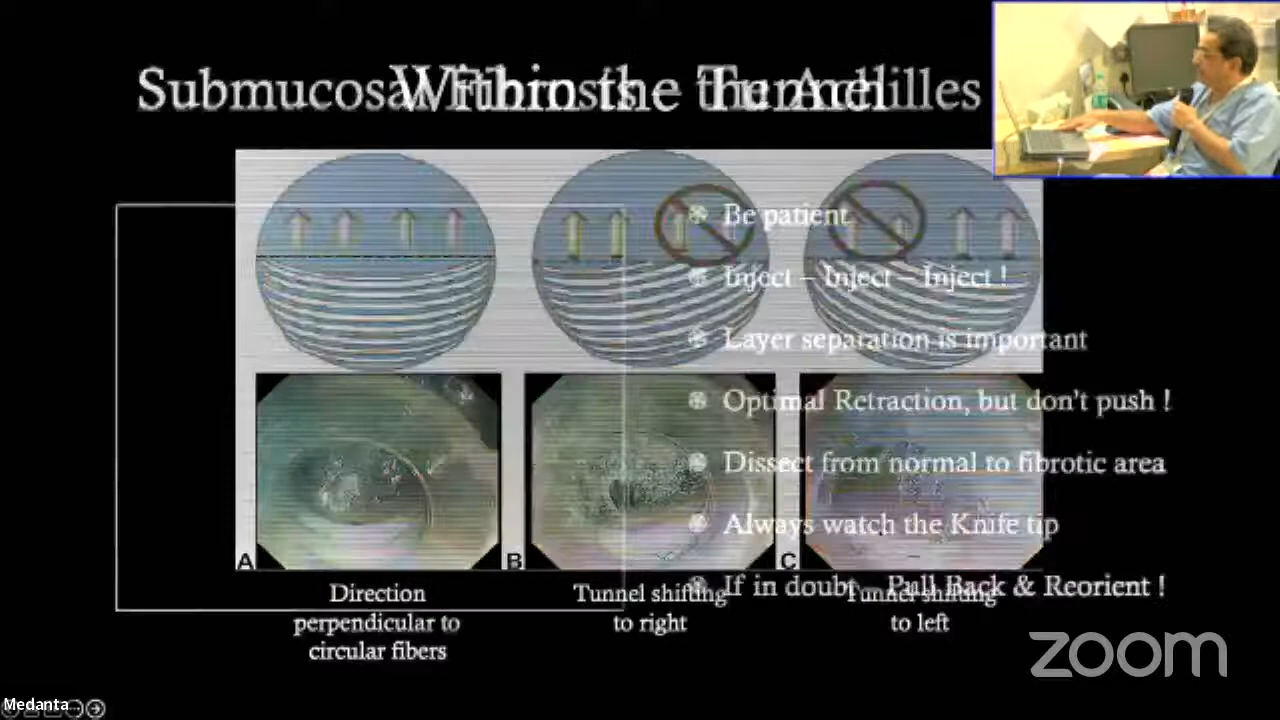 Submucosal Fibrosis – the Achilles
Within the Tunnel
Be patient
Inject – Inject – Inject !
Layer separation is important
Optimal Retraction, but don't push !
Dissect from normal to fibrotic area
Always watch the Knife tip
If in doubt – Pull Back & Reorient !
A
B
C
Direction
perpendicular to
circular fibers
Tunnel shifting
to right
Tunnel shifting
to left
zoom
Medanta...